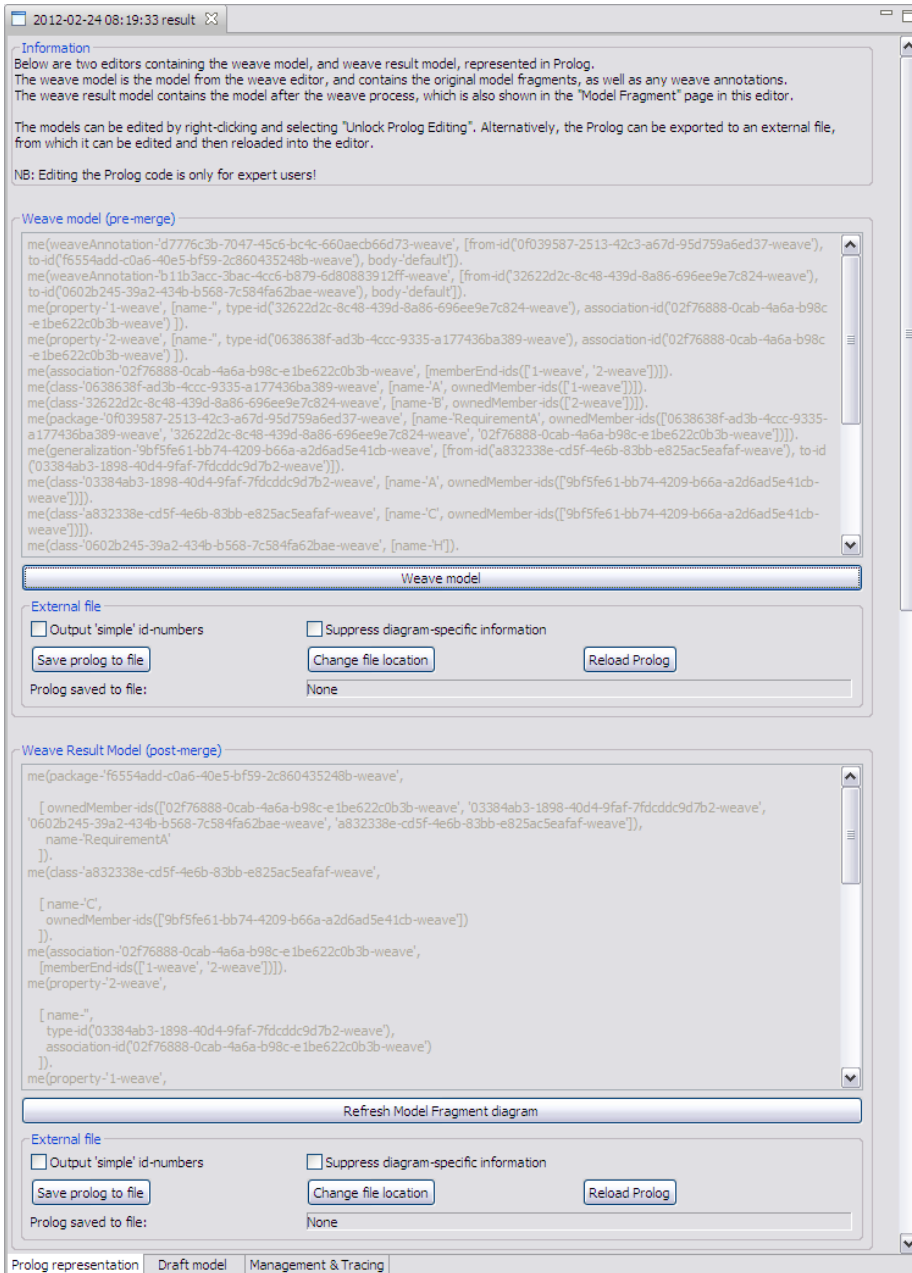 2012-02-24 08:19:33 result
Information
Below are two editors containing the weave model, and weave result model, represented in Prolog.
The weave model is the model from the weave editor, and contains the original model fragments, as well as any weave annotations.
The weave result model contains the model after the weave process, which is also shown in the "Model Fragment" page in this editor.
The models can be edited by right-clicking and selecting "Unlock Prolog Editing". Alternatively, the Prolog can be exported to an external file,
from which it can be edited and then reloaded into the editor.
NB: Editing the Prolog code is only for expert users!
Weave model (pre-merge)
me(weaveAnnotation-'d7776c3b-7047-45c6-bc4c-660aecb66d73-weave', [from-id('0f039587-2513-42c3-a67d-95d759a6ed37-weave'),
to-id('f6554add-c0a6-40e5-bf59-2c860435248b-weave'), body-'default']).
me(weaveAnnotation-'b11b3acc-3bac-4cc6-b879-6d80883912ff-weave', [from-id('32622d2c-8c48-439d-8a86-696ee9e7c824-weave'),
to-id('0602b245-39a2-434b-b568-7c584fa62bae-weave'), body-'default']).
me(property-'1-weave', [name-'', type-id('32622d2c-8c48-439d-8a86-696ee9e7c824-weave'), association-id('02f76888-0cab-4a6a-b98c
-e1be622c0b3b-weave') ]).
me(property-'2-weave', [name-'', type-id('0638638f-ad3b-4ccc-9335-a177436ba389-weave'), association-id('02f76888-0cab-4a6a-b98c
-e1be622c0b3b-weave') ]).
me(association-'02f76888-0cab-4a6a-b98c-e1be622c0b3b-weave', [memberEnd-ids(['1-weave', '2-weave'])]).
me(class-'0638638f-ad3b-4ccc-9335-a177436ba389-weave', [name-'A', ownedMember-ids(['1-weave'])]).
me(class-'32622d2c-8c48-439d-8a86-696ee9e7c824-weave', [name-'B', ownedMember-ids(['2-weave'])]).
me(package-'0f039587-2513-42c3-a67d-95d759a6ed37-weave', [name-'RequirementA', ownedMember-ids(['0638638f-ad3b-4ccc-9335-
a177436ba389-weave', '32622d2c-8c48-439d-8a86-696ee9e7c824-weave', '02f76888-0cab-4a6a-b98c-e1be622c0b3b-weave'])]).
me(generalization-'9bf5fe61-bb74-4209-b66a-a2d6ad5e41cb-weave', [from-id('a832338e-cd5f-4e6b-83bb-e825ac5eafaf-weave'), to-id
('03384ab3-1898-40d4-9faf-7fdcddc9d7b2-weave')]).
me(class-'03384ab3-1898-40d4-9faf-7fdcddc9d7b2-weave', [name-'A', ownedMember-ids(['9bf5fe61-bb74-4209-b66a-a2d6ad5e41cb-
weave'])]).
me(class-'a832338e-cd5f-4e6b-83bb-e825ac5eafaf-weave', [name-'C', ownedMember-ids(['9bf5fe61-bb74-4209-b66a-a2d6ad5e41cb-
weave'])]).
me(class-'0602b245-39a2-434b-b568-7c584fa62bae-weave', [name-'H']).
Weave model
External file
Output 'simple' id-numbers
Suppress diagram-specific information
Save prolog to file
Change file location
Reload Prolog
Prolog saved to file:
None
Weave Result Model (post-merge)
me(package-'f6554add-c0a6-40e5-bf59-2c860435248b-weave',
[ ownedMember-ids(['02f76888-0cab-4a6a-b98c-e1be622c0b3b-weave', '03384ab3-1898-40d4-9faf-7fdcddc9d7b2-weave',
'0602b245-39a2-434b-b568-7c584fa62bae-weave', 'a832338e-cd5f-4e6b-83bb-e825ac5eafaf-weave']),
name-'RequirementA'
]).
me(class-'a832338e-cd5f-4e6b-83bb-e825ac5eafaf-weave',
[ name-'C',
ownedMember-ids(['9bf5fe61-bb74-4209-b66a-a2d6ad5e41cb-weave'])
]).
me(association-'02f76888-0cab-4a6a-b98c-e1be622c0b3b-weave',
[memberEnd-ids(['1-weave', '2-weave'])]).
me(property-'2-weave',
[ name-'',
type-id('03384ab3-1898-40d4-9faf-7fdcddc9d7b2-weave'),
association-id('02f76888-0cab-4a6a-b98c-e1be622c0b3b-weave')
]).
me(property-'1-weave',
Refresh Model Fragment diagram
External file
Output 'simple' id-numbers
Suppress diagram-specific information
Save prolog to file
Change file location
Reload Prolog
Prolog saved to file:
None
Prolog representation
Draft model
Management & Tracing